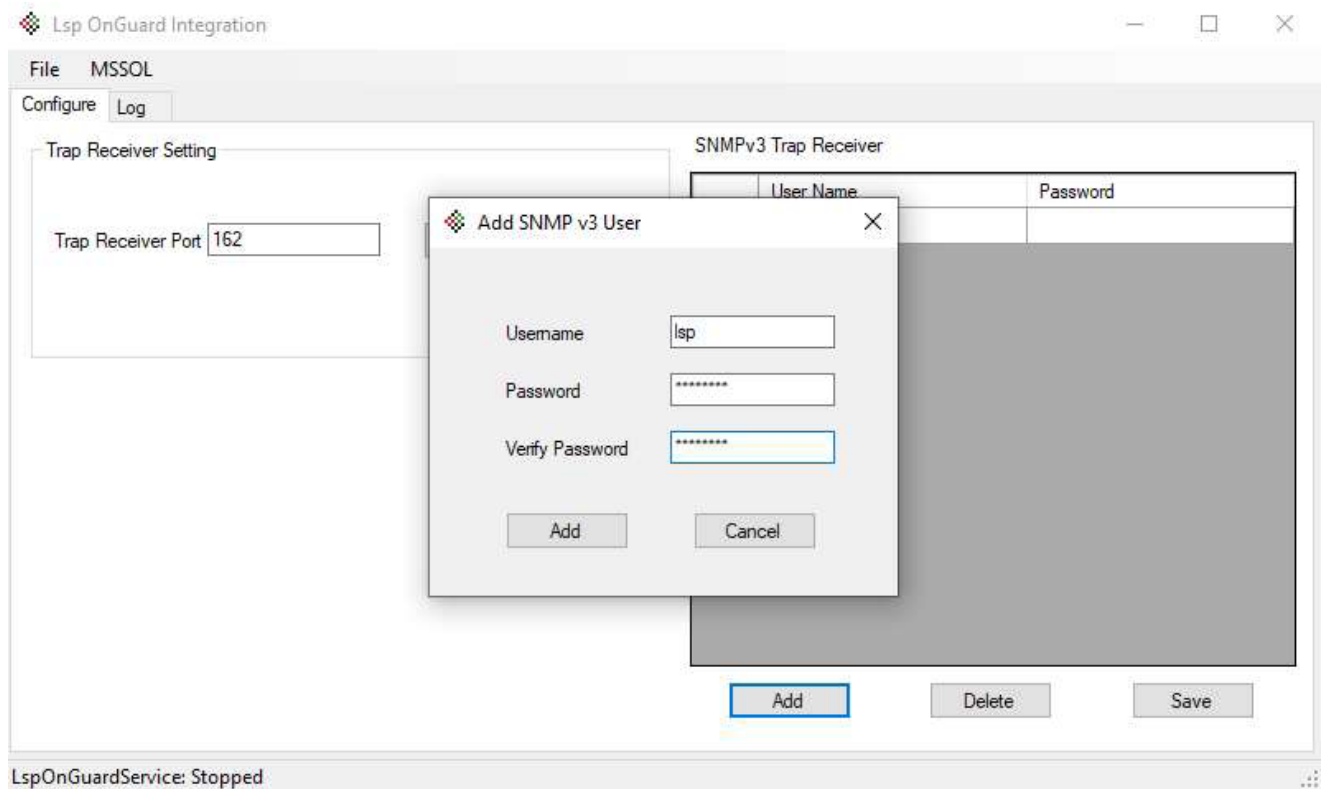 Lsp OnGuard Integration
File MSSOL
Configure Log
Trap Receiver Setting
Trap Receiver Port 162
SNMPv3 Trap Receiver
User Name Password
Add SNMP v3 User
Username lsp
Password ********
Verify Password ********
Add Cancel
Add Delete Save
LspOnGuardService: Stopped